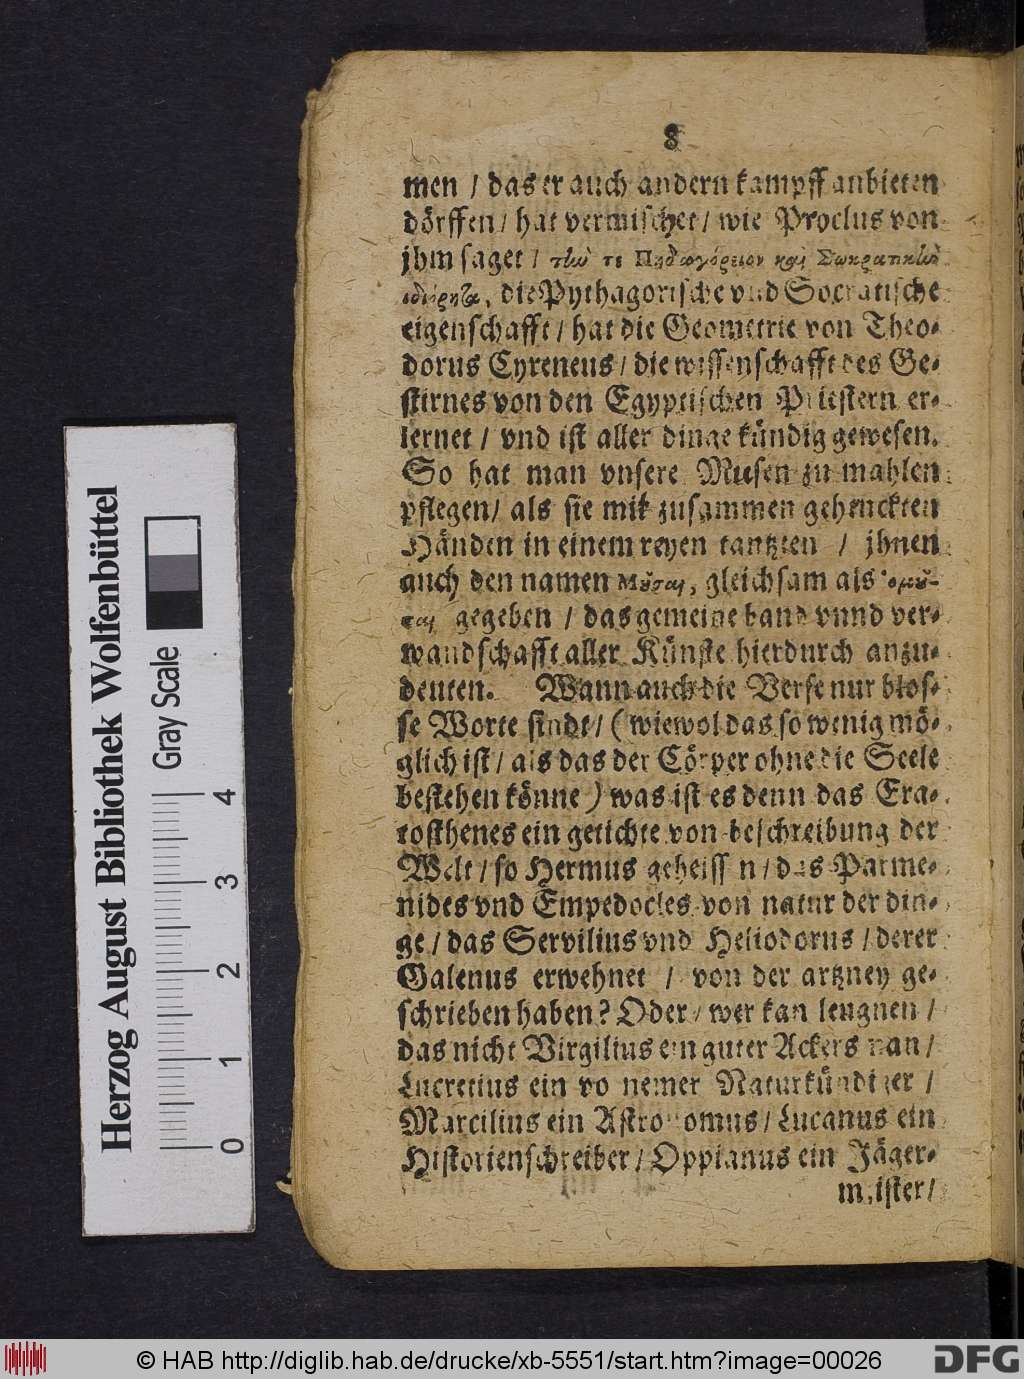 8
men / das er auch andern kampff anbieten
dörffen / hat vermischet / wie Proclus von
jhm saget / τὴν τε Πυθαγόρειον καὶ Σωκρατικὴν
ἰδιότητα, die Pythagorische vnd Socratische
eigenschafft / hat die Geometrie von Theo-
dorus Cyreneus / die wissenschafft des Ge-
stirnes von den Egyptischen Priestern er-
lernet / vnd ist aller dinge kündig gewesen.
So hat man vnsere Musen zu mahlen
pflegen / als sie mit zusammen gehenckten
Händen in einem reyen tantzten / jhnen
auch den namen Μοῦσαι, gleichsam als ὁμοῦ-
σαι gegeben / das gemeine band vnnd ver-
wandschafft aller Künste hierdurch anzu-
deuten. Wann auch die Verse nur blos-
se Worte sindt / (wiewol das so wenig mö-
glich ist / als das der Cörper ohne die Seele
bestehen könne) was ist es denn das Era-
tosthenes ein getichte von beschreibung der
Welt / so Hermus geheissen / das Parme-
nides vnd Empedocles von natur der din-
ge / das Servilius vnd Heliodorus / derer
Galenus erwehnet / von der artzney ge-
schrieben haben? Oder / wer kan leugnen /
das nicht Virgilius ein guter Ackersman /
Lucretius ein vornemer Naturkündiger /
Marcilius ein Astronomus / Lucanus ein
Historienschreiber / Oppianus ein Jäger-
meister /
Herzog August Bibliothek Wolfenbüttel
Gray Scale
0 1 2 3 4
© HAB http://diglib.hab.de/drucke/xb-5551/start.htm?image=00026
DFG